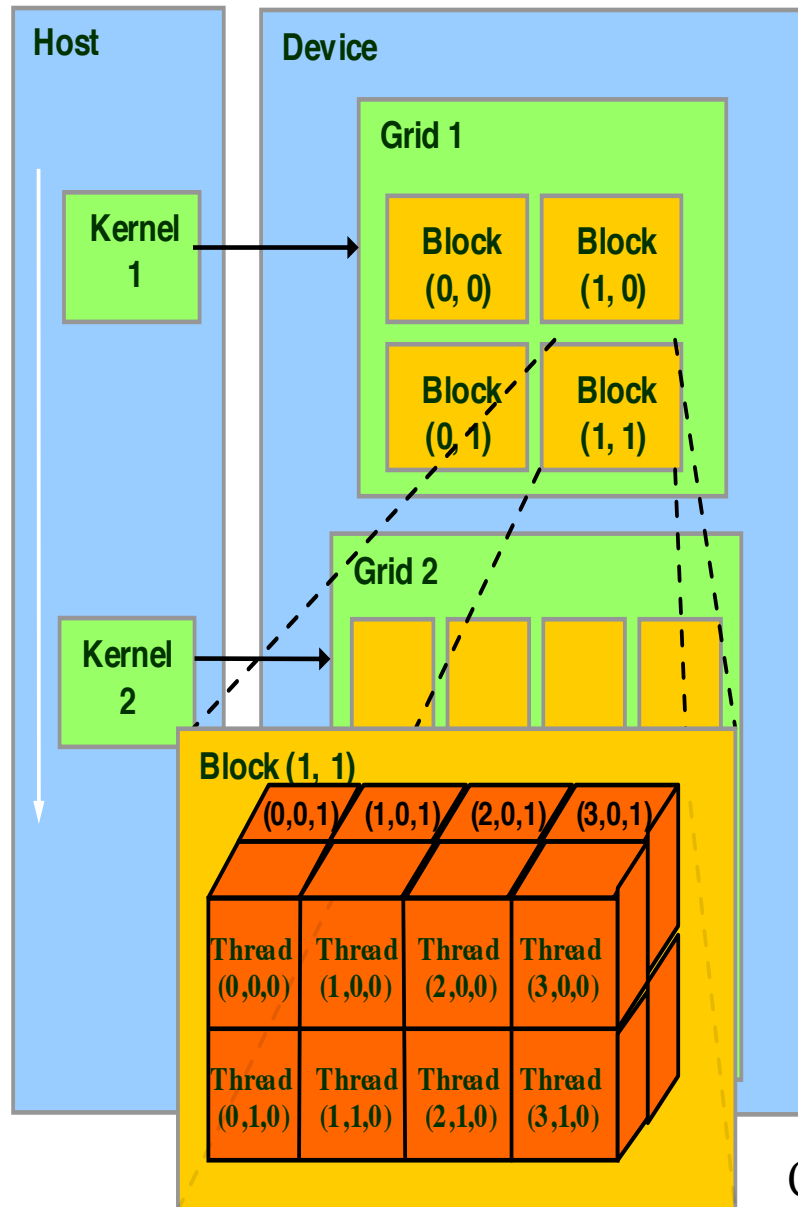 Host
Device
Grid 1
Kernel
1
Block
(0, 0)
Block
(1, 0)
Block
(0, 1)
Block
(1, 1)
Grid 2
Kernel
2
Block (1, 1)
(0,0,1) (1,0,1) (2,0,1) (3,0,1)
Thread
(0,0,0)
Thread
(1,0,0)
Thread
(2,0,0)
Thread
(3,0,0)
Thread
(0,1,0)
Thread
(1,1,0)
Thread
(2,1,0)
Thread
(3,1,0)